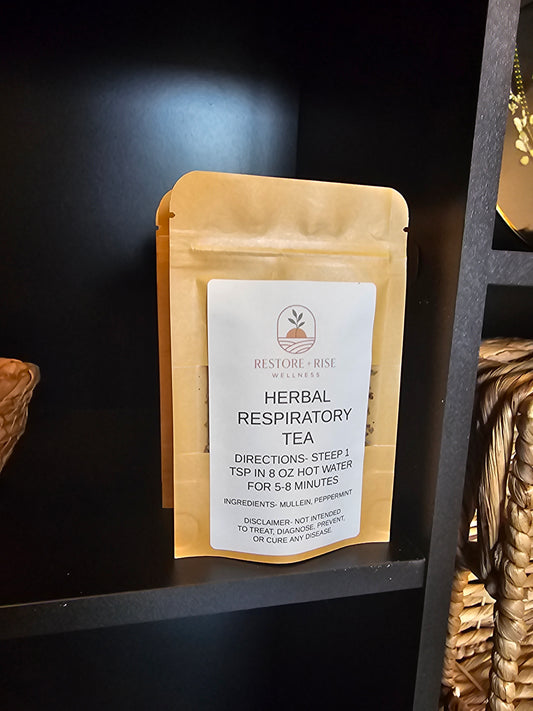 RESTORE + RISE
WELLNESS
HERBAL
RESPIRATORY
TEA
DIRECTIONS- STEEP 1
TSP IN 8 OZ HOT WATER
FOR 5-8 MINUTES
INGREDIENTS- MULLEIN, PEPPERMINT
DISCLAIMER- NOT INTENDED
TO TREAT, DIAGNOSE, PREVENT,
OR CURE ANY DISEASE.